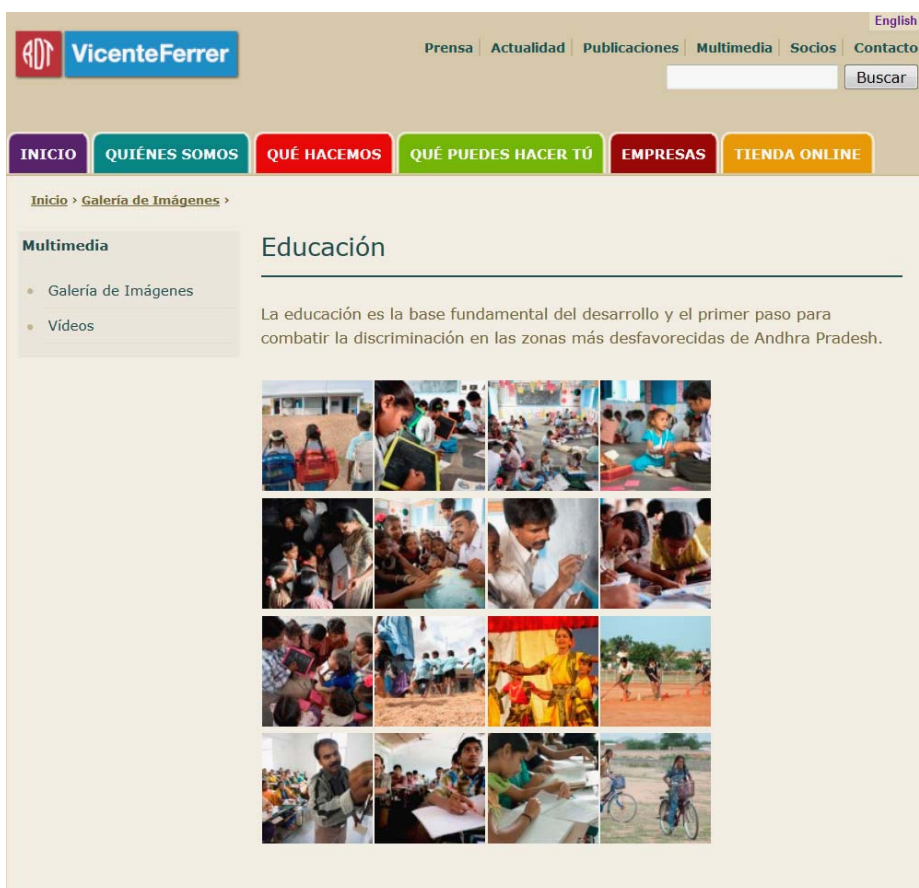 English
RDT VicenteFerrer
Prensa Actualidad Publicaciones Multimedia Socios Contacto
Buscar
INICIO QUIÉNES SOMOS QUÉ HACEMOS QUÉ PUEDES HACER TÚ EMPRESAS TIENDA ONLINE
Inicio › Galería de Imágenes ›
Multimedia
Galería de Imágenes
Vídeos
Educación
La educación es la base fundamental del desarrollo y el primer paso para
combatir la discriminación en las zonas más desfavorecidas de Andhra Pradesh.